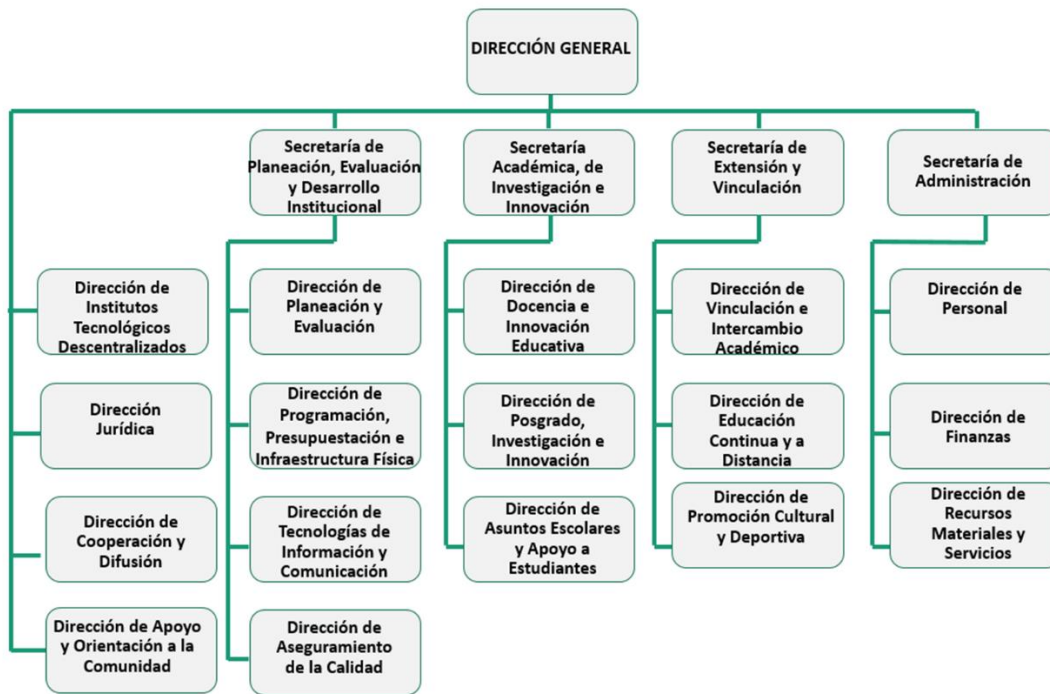 DIRECCIÓN GENERAL
Secretaría de
Planeación, Evaluación
y Desarrollo
Institucional
Secretaría
Académica, de
Investigación e
Innovación
Secretaría de
Extensión y
Vinculación
Secretaría de
Administración
Dirección de
Institutos
Tecnológicos
Descentralizados
Dirección
Jurídica
Dirección de
Cooperación y
Difusión
Dirección de Apoyo
y Orientación a la
Comunidad
Dirección de
Planeación y
Evaluación
Dirección de
Programación,
Presupuestación e
Infraestructura Física
Dirección de
Tecnologías de
Información y
Comunicación
Dirección de
Aseguramiento
de la Calidad
Dirección de
Docencia e
Innovación
Educativa
Dirección de
Posgrado,
Investigación e
Innovación
Dirección de
Asuntos Escolares
y Apoyo a
Estudiantes
Dirección de
Vinculación e
Intercambio
Académico
Dirección de
Educación
Continua y a
Distancia
Dirección de
Promoción Cultural
y Deportiva
Dirección de
Personal
Dirección de
Finanzas
Dirección de
Recursos
Materiales y
Servicios